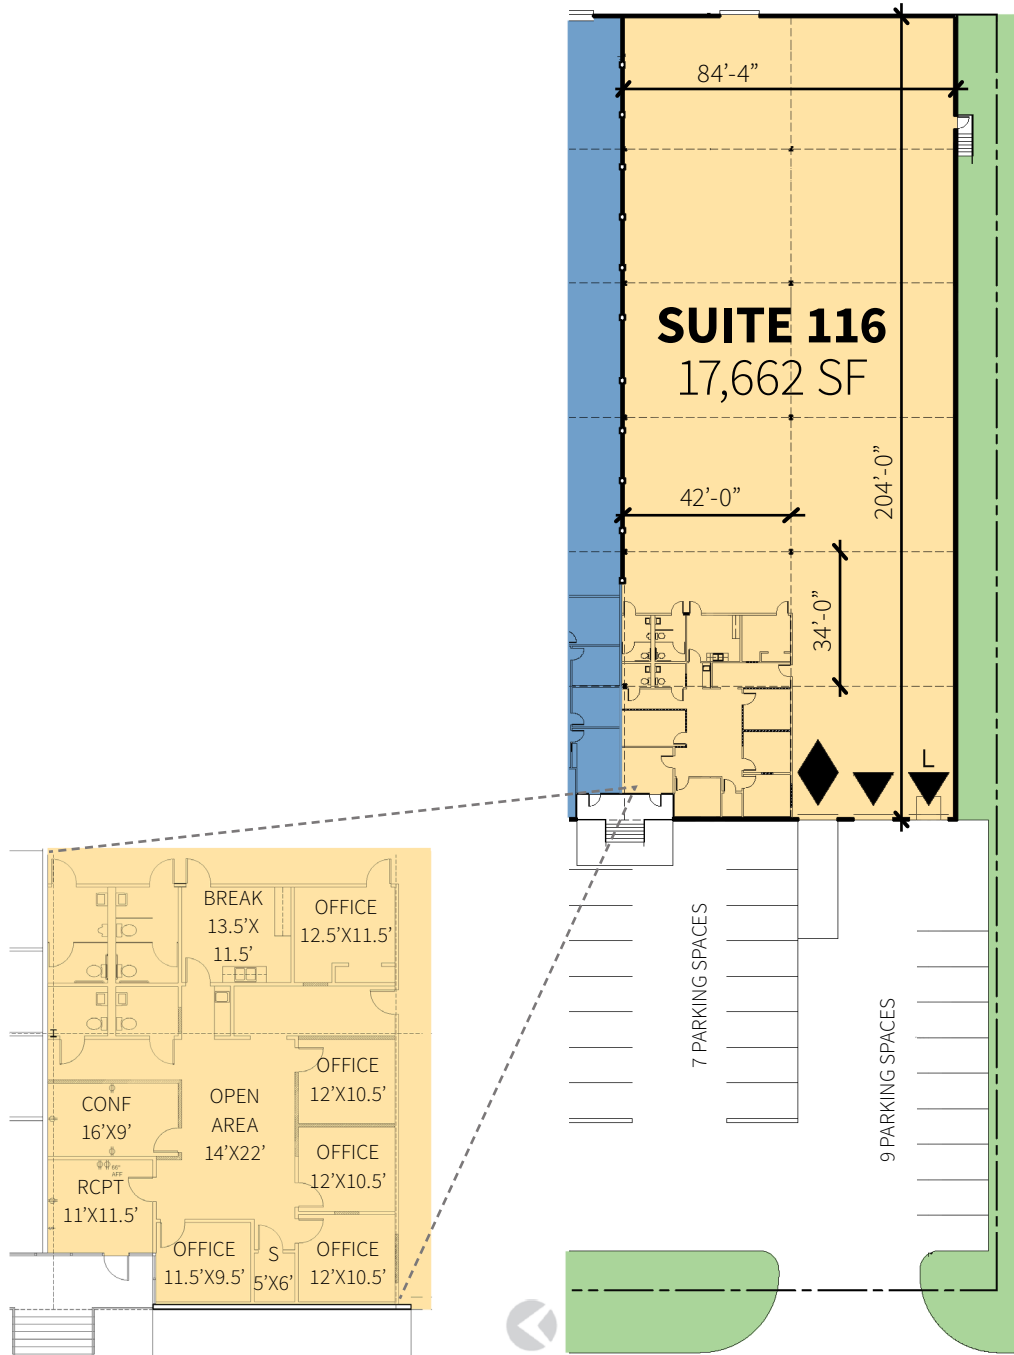 84'-4”
SUITE 116
17,662 SF
204'-0”
42'-0”
34'-0”
L
7 PARKING SPACES
9 PARKING SPACES
BREAK
13.5'X
11.5'
OFFICE
12.5'X11.5'
OFFICE
12'X10.5'
CONF
16'X9'
OPEN
AREA
14'X22'
OFFICE
12'X10.5'
66"
AFF
RCPT
11'X11.5'
OFFICE
11.5'X9.5'
S
5'X6'
OFFICE
12'X10.5'